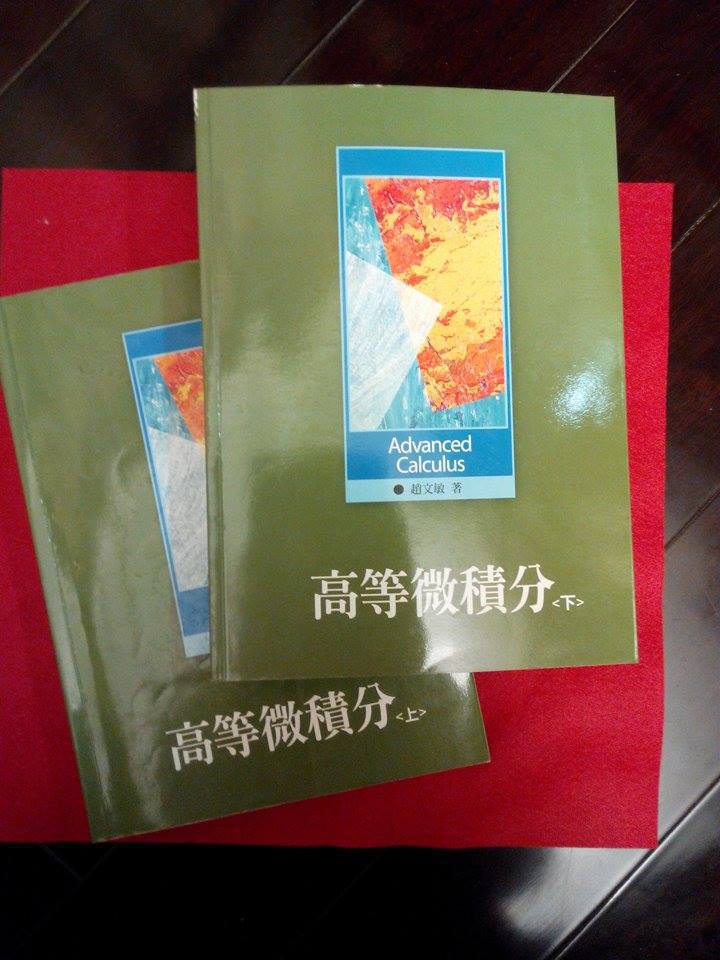 Advanced
Calculus
● 趙文敏 著
高等微積分<下>
高等微積分<上>